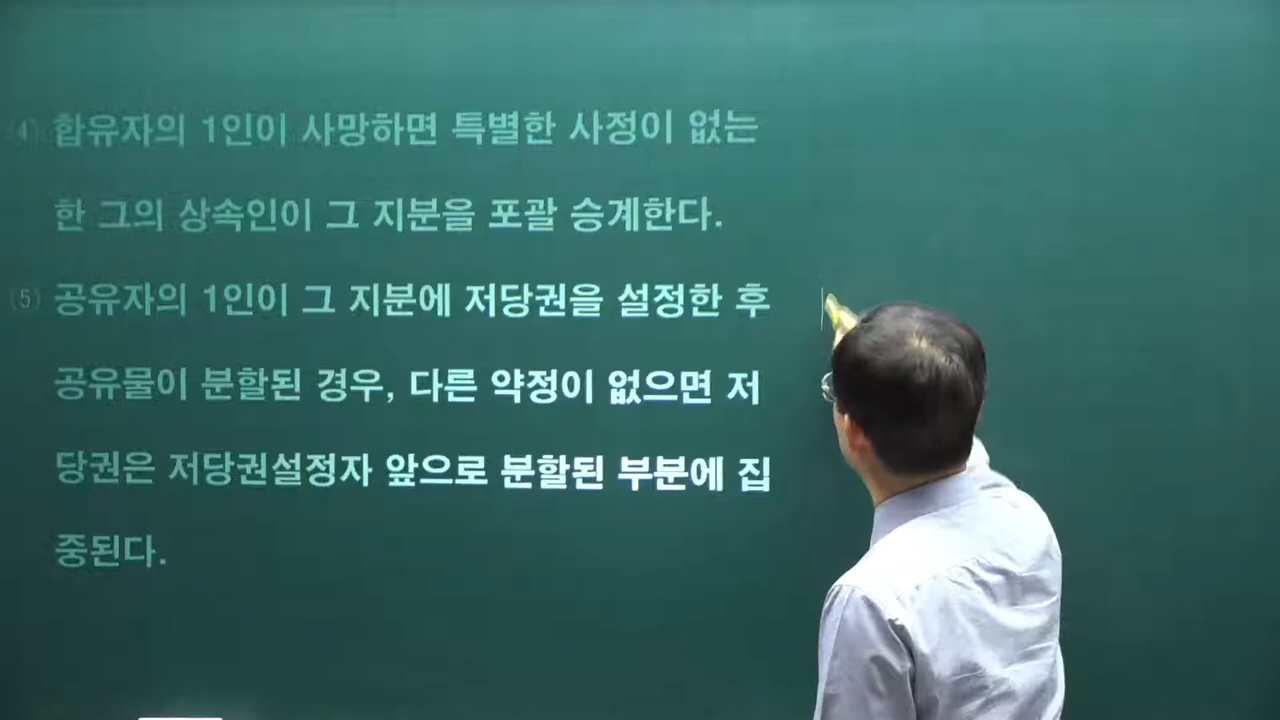 (4) 합유자의 1인이 사망하면 특별한 사정이 없는
한 그의 상속인이 그 지분을 포괄 승계한다.
(5) 공유자의 1인이 그 지분에 저당권을 설정한 후
공유물이 분할된 경우, 다른 약정이 없으면 저
당권은 저당권설정자 앞으로 분할된 부분에 집
중된다.